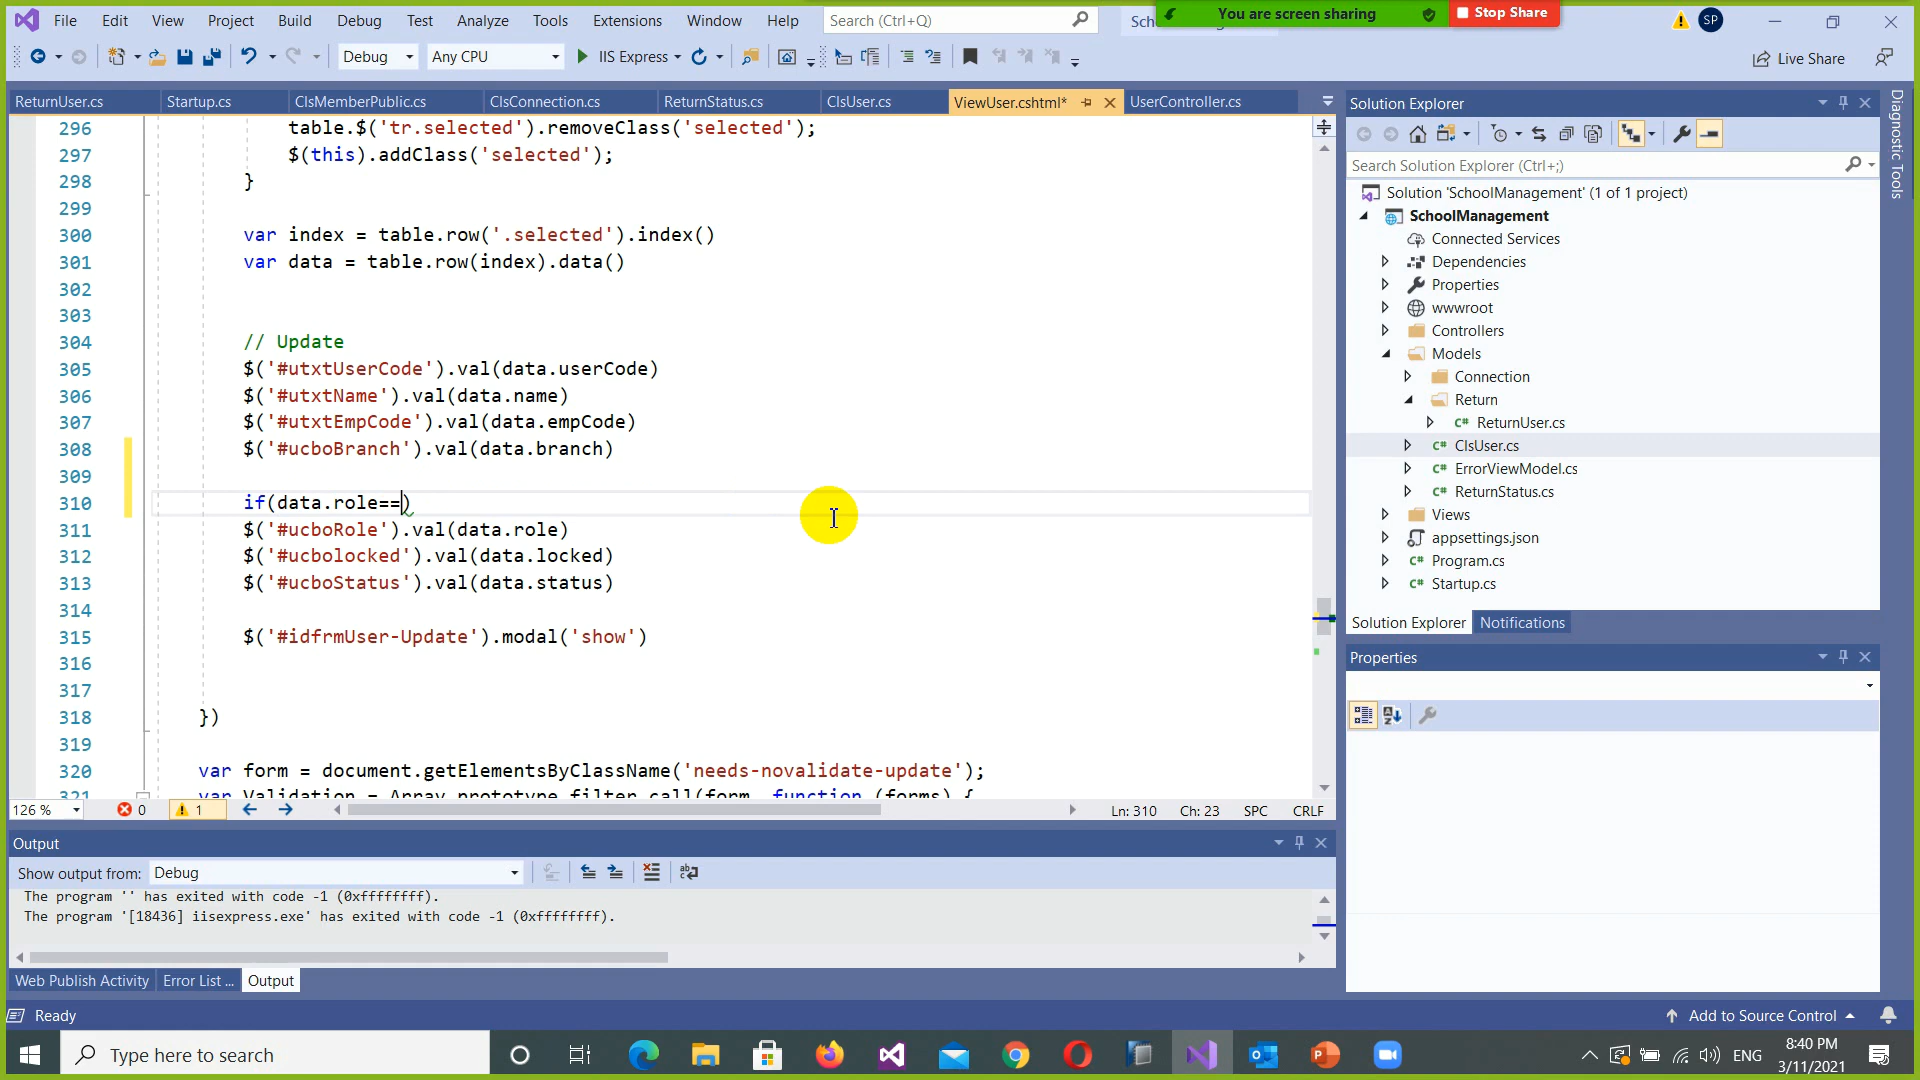 File Edit View Project Build Debug Test Analyze Tools Extensions Window Help Search (Ctrl+Q)
You are screen sharing Stop Share SP
Debug Any CPU IIS Express Live Share
ReturnUser.cs Startup.cs ClsMemberPublic.cs ClsConnection.cs ReturnStatus.cs ClsUser.cs ViewUser.cshtml* UserController.cs
296 table.$('tr.selected').removeClass('selected');
297 $(this).addClass('selected');
298 }
299
300 var index = table.row('.selected').index()
301 var data = table.row(index).data()
302
303
304 // Update
305 $('#utxtUserCode').val(data.userCode)
306 $('#utxtName').val(data.name)
307 $('#utxtEmpCode').val(data.empCode)
308 $('#ucboBranch').val(data.branch)
309
310 if(data.role==)
311 $('#ucboRole').val(data.role)
312 $('#ucbolocked').val(data.locked)
313 $('#ucboStatus').val(data.status)
314
315 $('#idfrmUser-Update').modal('show')
316
317
318 })
319
320 var form = document.getElementsByClassName('needs-novalidate-update');
321 var Validation = Array.prototype.filter.call(form, function (forms) {
126 % 0 1 Ln: 310 Ch: 23 SPC CRLF
Output
Show output from: Debug
The program '' has exited with code -1 (0xffffffff).
The program '[18436] iisexpress.exe' has exited with code -1 (0xffffffff).
Web Publish Activity Error List ... Output
Solution Explorer
Search Solution Explorer (Ctrl+;)
Solution 'SchoolManagement' (1 of 1 project)
SchoolManagement
Connected Services
Dependencies
Properties
wwwroot
Controllers
Models
Connection
Return
C# ReturnUser.cs
C# ClsUser.cs
C# ErrorViewModel.cs
C# ReturnStatus.cs
Views
appsettings.json
C# Program.cs
C# Startup.cs
Solution Explorer Notifications
Properties
Diagnostic Tools
Ready Add to Source Control
Type here to search
ENG 8:40 PM
3/11/2021